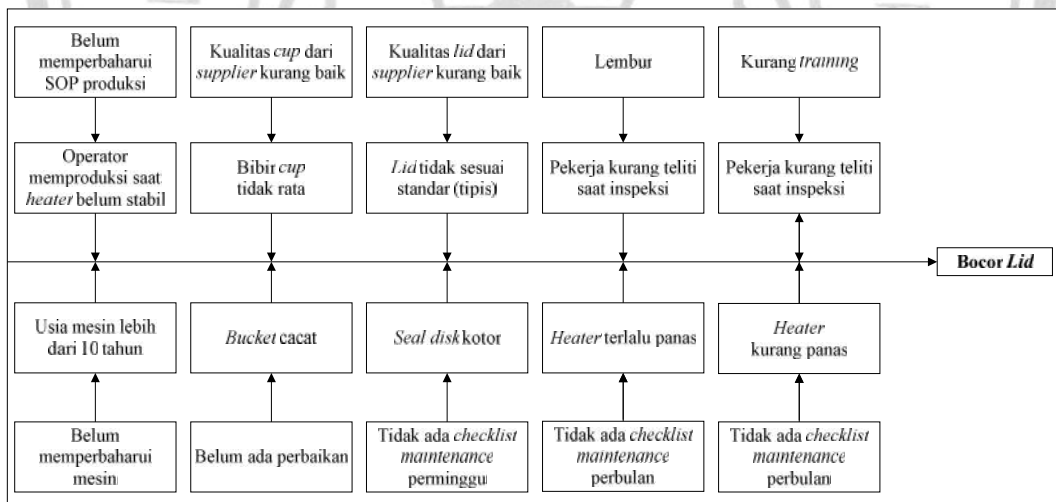 Belum
memperbaharui
SOP produksi
Kualitas cup dari
supplier kurang baik
Kualitas lid dari
supplier kurang baik
Lembur
Kurang training
Operator
memproduksi saat
heater belum stabil
Bibir cup
tidak rata
Lid tidak sesuai
standar (tipis)
Pekerja kurang teliti
saat inspeksi
Pekerja kurang teliti
saat inspeksi
Bocor Lid
Usia mesin lebih
dari 10 tahun
Bucket cacat
Seal disk kotor
Heater terlalu panas
Heater
kurang panas
Belum
memperbaharui
mesin
Belum ada perbaikan
Tidak ada checklist
maintenance
perminggu
Tidak ada checklist
maintenance
perbulan
Tidak ada checklist
maintenance
perbulan